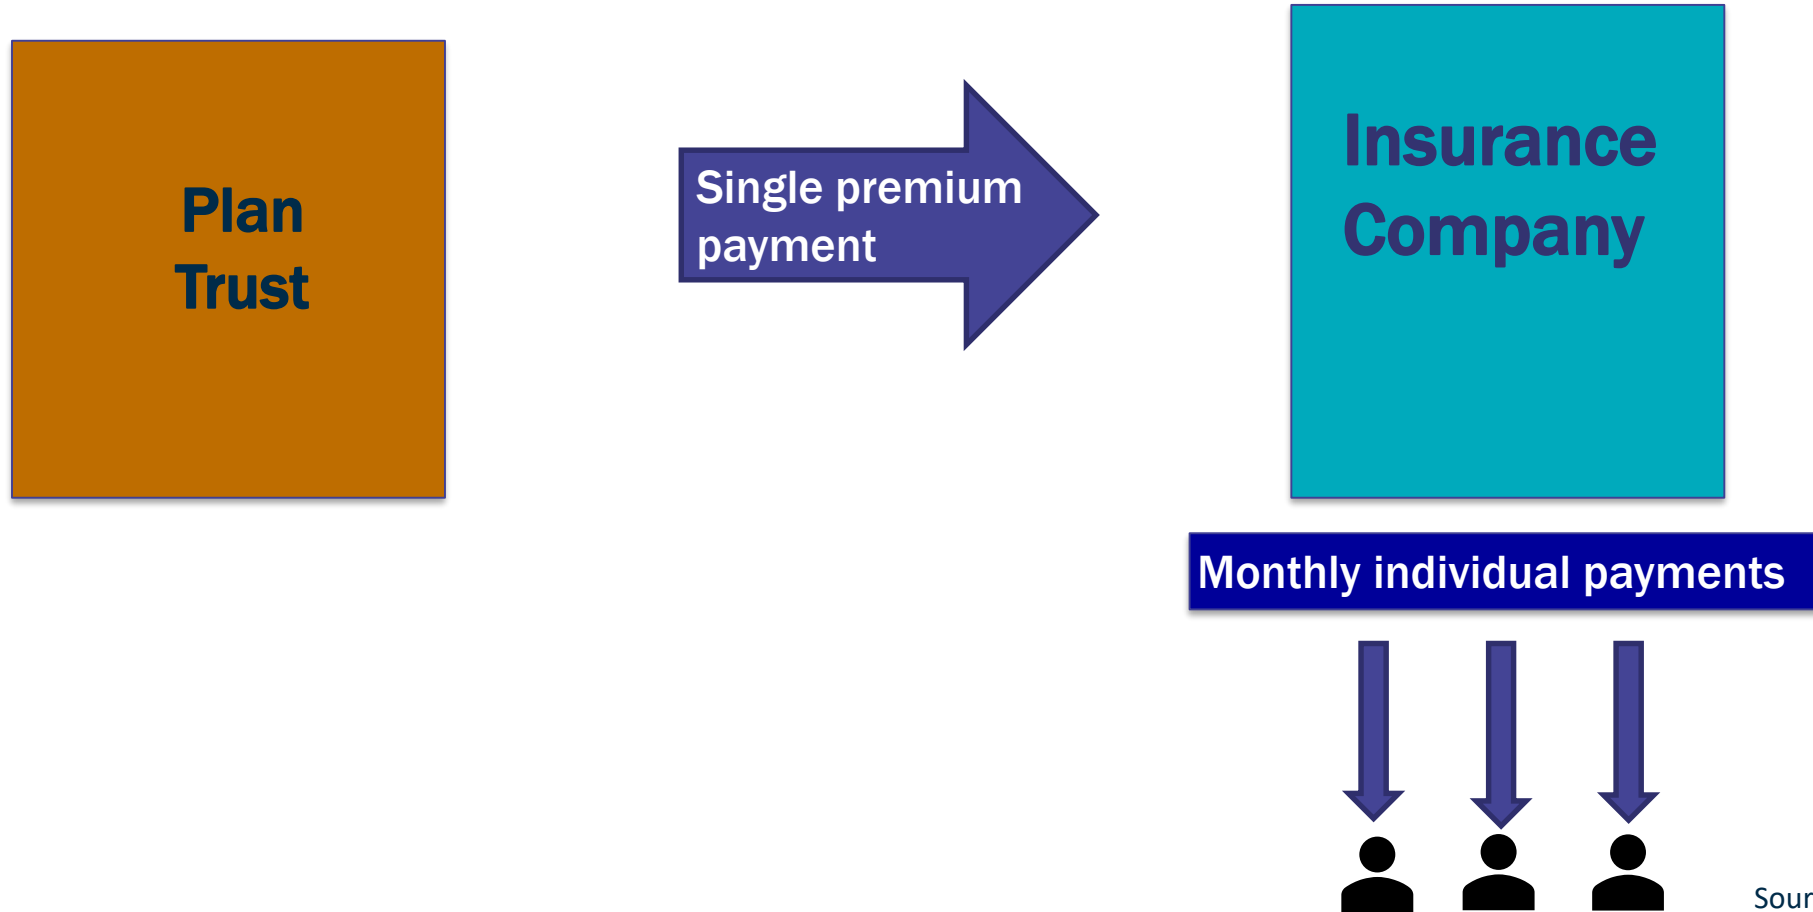 Plan
Trust
Single premium
payment
Insurance
Company
Monthly individual payments
Sour